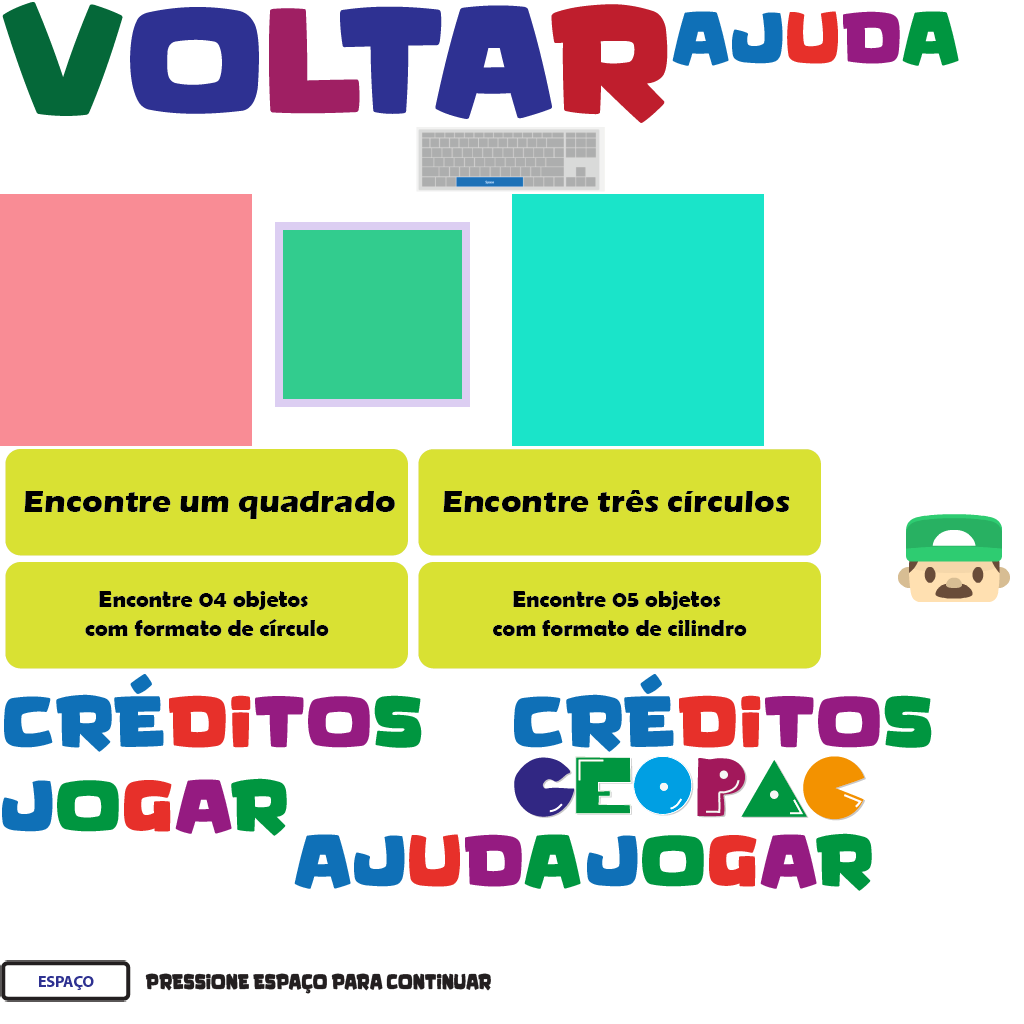 VOLTAR
AJUDA
Encontre um quadrado
Encontre três círculos
Encontre 04 objetos
com formato de círculo
Encontre 05 objetos
com formato de cilindro
CRÉDiTOS
CRÉDiTOS
JOGAR
GEOPAC
AJUDA
JOGAR
ESPAÇO
PRESSiONE ESPAÇO PARA CONTiNUAR